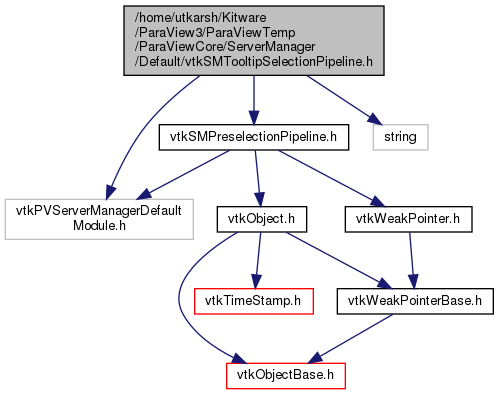 /home/utkarsh/Kitware
/ParaView3/ParaViewTemp
/ParaViewCore/ServerManager
/Default/vtkSMTooltipSelectionPipeline.h
vtkSMPreselectionPipeline.h
string
vtkPVServerManagerDefault
Module.h
vtkObject.h
vtkWeakPointer.h
vtkTimeStamp.h
vtkWeakPointerBase.h
vtkObjectBase.h